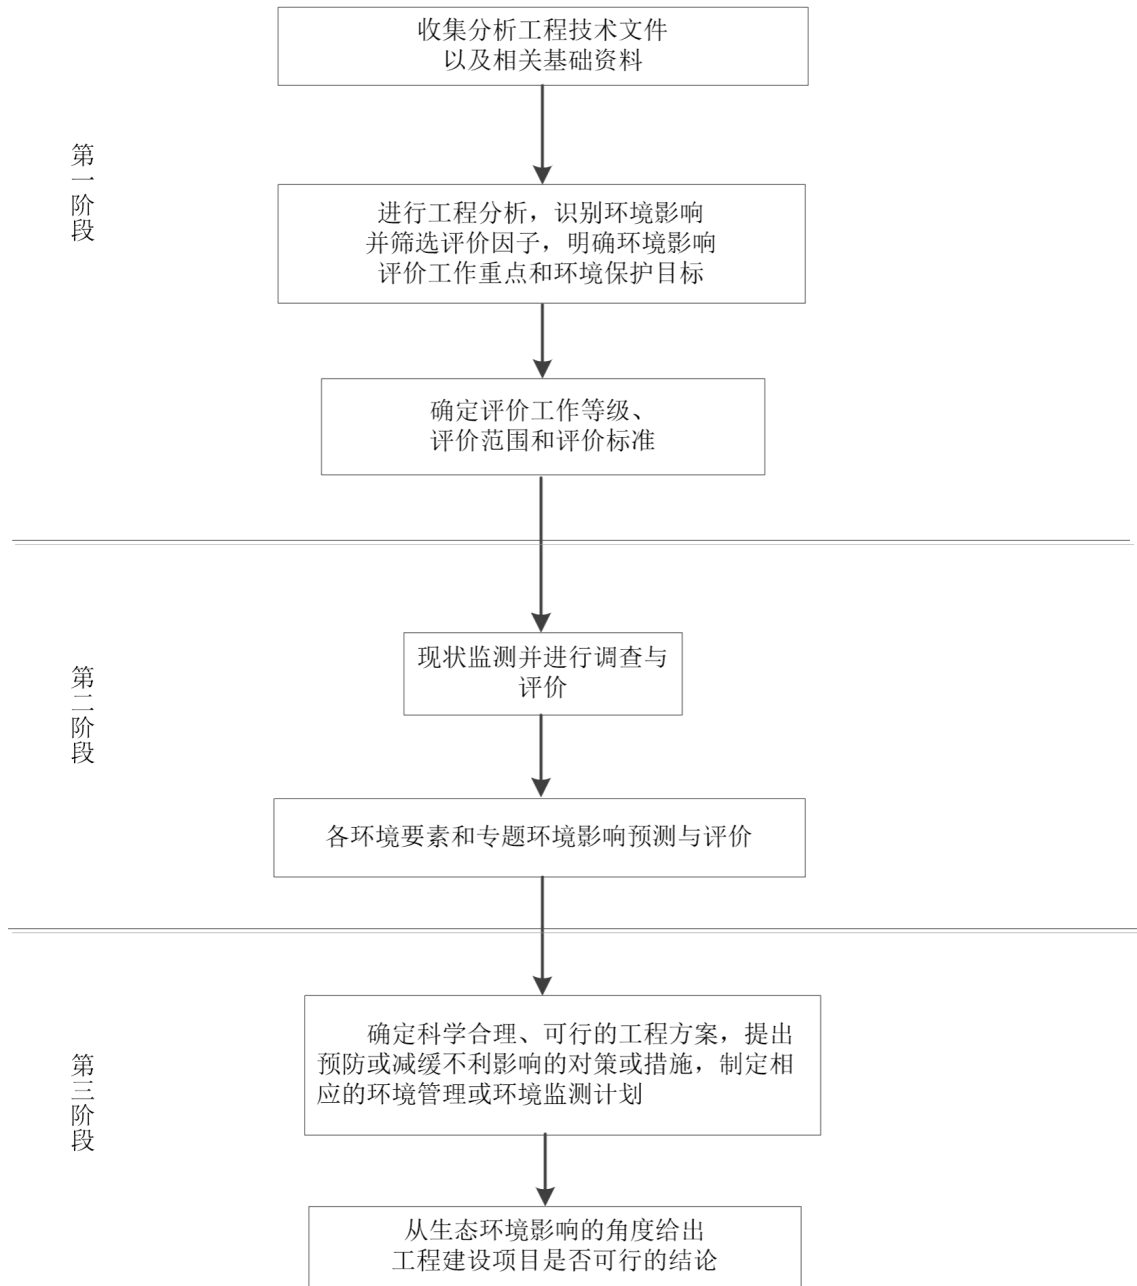 收集分析工程技术文件
以及相关基础资料
第一阶段
进行工程分析，识别环境影响
并筛选评价因子，明确环境影响
评价工作重点和环境保护目标
确定评价工作等级、
评价范围和评价标准
第二阶段
现状监测并进行调查与
评价
各环境要素和专题环境影响预测与评价
第三阶段
确定科学合理、可行的工程方案，提出
预防或减缓不利影响的对策或措施，制定相
应的环境管理或环境监测计划
从生态环境影响的角度给出
工程建设项目是否可行的结论